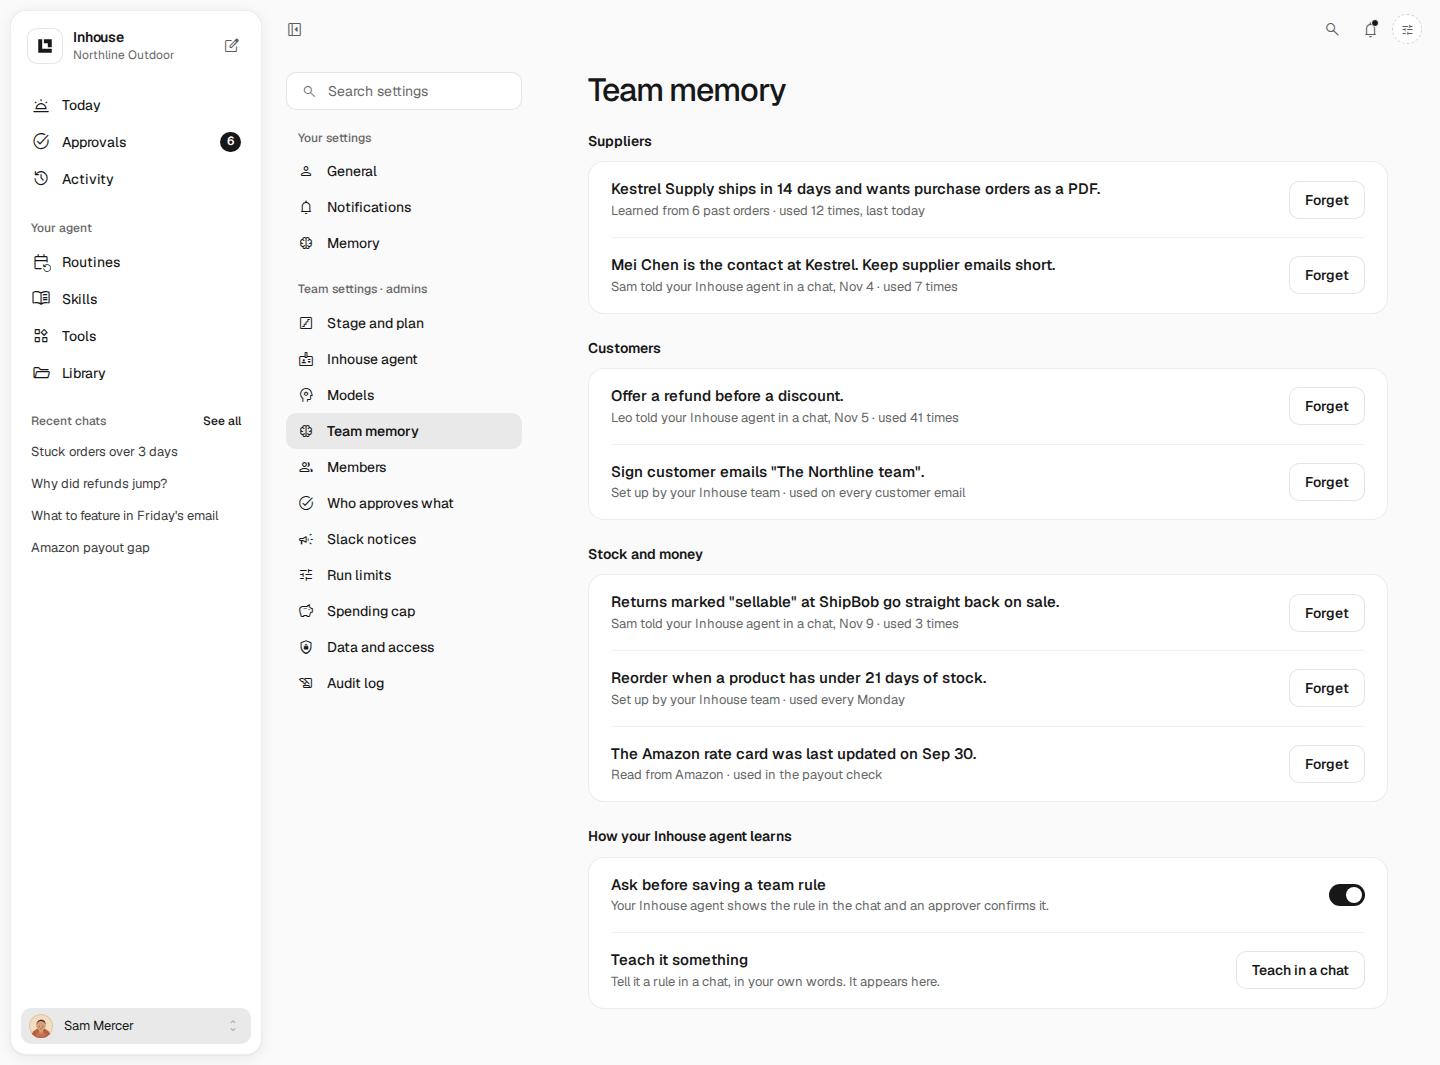 Inhouse
Northline Outdoor
Today
Approvals
6
Activity
Your agent
Routines
Skills
Tools
Library
Recent chats
See all
Stuck orders over 3 days
Why did refunds jump?
What to feature in Friday's email
Amazon payout gap
Sam Mercer
Search settings
Your settings
General
Notifications
Memory
Team settings · admins
Stage and plan
Inhouse agent
Models
Team memory
Members
Who approves what
Slack notices
Run limits
Spending cap
Data and access
Audit log
Team memory
Suppliers
Kestrel Supply ships in 14 days and wants purchase orders as a PDF.
Learned from 6 past orders · used 12 times, last today
Forget
Mei Chen is the contact at Kestrel. Keep supplier emails short.
Sam told your Inhouse agent in a chat, Nov 4 · used 7 times
Forget
Customers
Offer a refund before a discount.
Leo told your Inhouse agent in a chat, Nov 5 · used 41 times
Forget
Sign customer emails "The Northline team".
Set up by your Inhouse team · used on every customer email
Forget
Stock and money
Returns marked "sellable" at ShipBob go straight back on sale.
Sam told your Inhouse agent in a chat, Nov 9 · used 3 times
Forget
Reorder when a product has under 21 days of stock.
Set up by your Inhouse team · used every Monday
Forget
The Amazon rate card was last updated on Sep 30.
Read from Amazon · used in the payout check
Forget
How your Inhouse agent learns
Ask before saving a team rule
Your Inhouse agent shows the rule in the chat and an approver confirms it.
Teach it something
Tell it a rule in a chat, in your own words. It appears here.
Teach in a chat